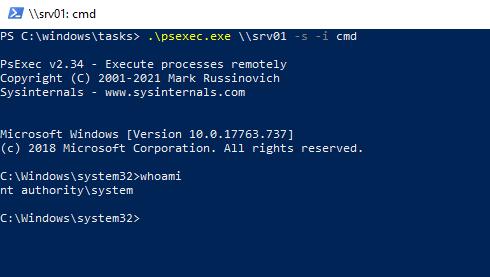 \\srv01: cmd
PS C:\windows\tasks> .\psexec.exe \\srv01 -s -i cmd
PsExec v2.34 - Execute processes remotely
Copyright (C) 2001-2021 Mark Russinovich
Sysinternals - www.sysinternals.com
Microsoft Windows [Version 10.0.17763.737]
(c) 2018 Microsoft Corporation. All rights reserved.
C:\Windows\system32>whoami
nt authority\system
C:\Windows\system32>